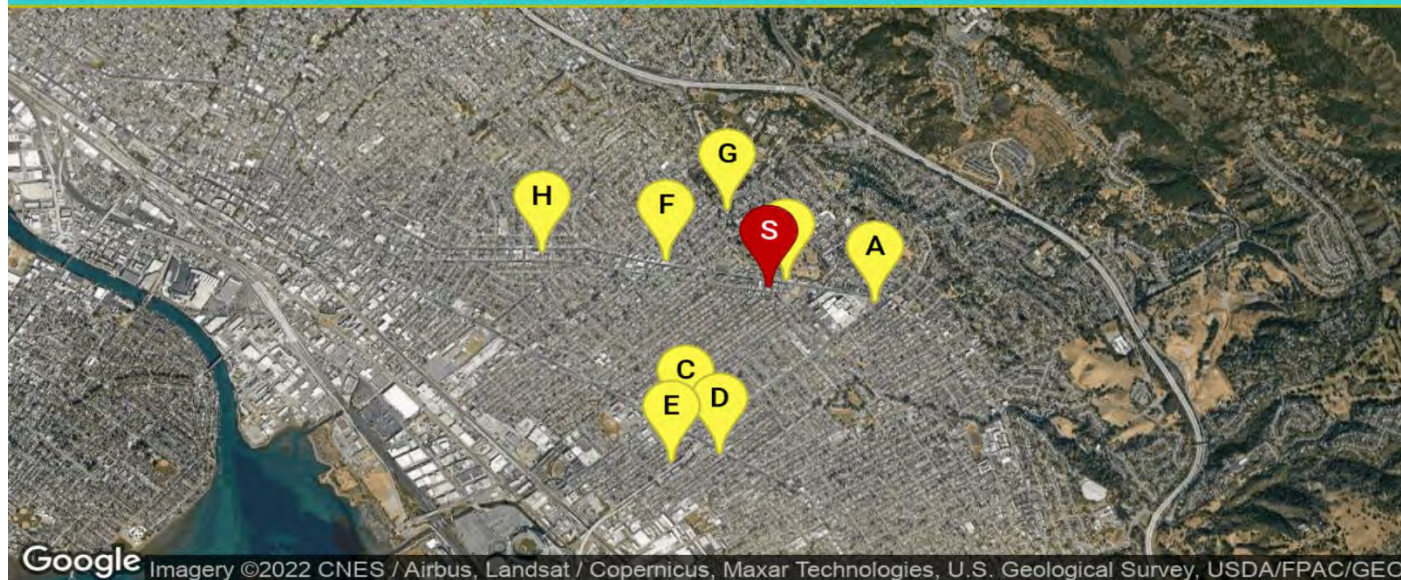 G
H
F
S
A
C
D
E
Google Imagery ©2022 CNES / Airbus, Landsat / Copernicus, Maxar Technologies, U.S. Geological Survey, USDA/FPAC/GEO